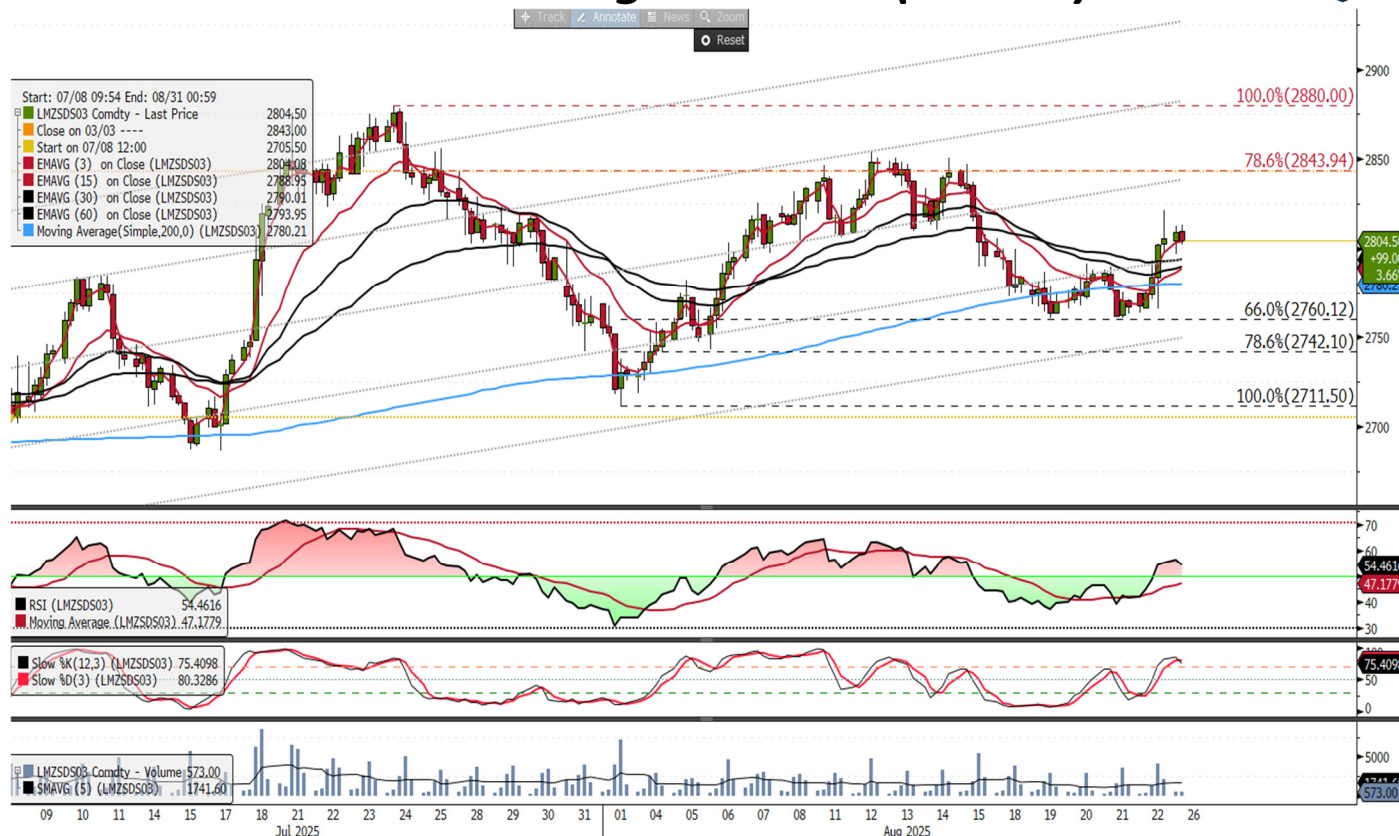 Track Annotate News Zoom
Reset
Start: 07/08 09:54 End: 08/31 00:59
LMZSDS03 Comdty - Last Price 2804.50
Close on 03/03 ---- 2843.00
Start on 07/08 12:00 2705.50
EMAVG (3) on Close (LMZSDS03) 2804.08
EMAVG (15) on Close (LMZSDS03) 2788.95
EMAVG (30) on Close (LMZSDS03) 2790.01
EMAVG (60) on Close (LMZSDS03) 2793.95
Moving Average(Simple,200,0) (LMZSDS03) 2780.21
100.0%(2880.00)
78.6%(2843.94)
66.0%(2760.12)
78.6%(2742.10)
100.0%(2711.50)
2900
2850
2804.5
+99.0
3.66
2780.2
2750
2700
RSI (LMZSDS03) 54.4616
Moving Average (LMZSDS03) 47.1779
70
60
54.4616
47.1779
40
30
Slow %K(12,3) (LMZSDS03) 75.4098
Slow %D(3) (LMZSDS03) 80.3286
100
75.4098
50
0
LMZSDS03 Comdty - Volume 573.00
SMAVG (5) (LMZSDS03) 1741.60
5000
1741.6
573.00
09 10 11 14 15 17 18 21 22 23 24 25 28 29 30 31 01 04 05 06 07 08 11 12 13 14 15 18 19 20 21 22 26
Jul 2025 Aug 2025